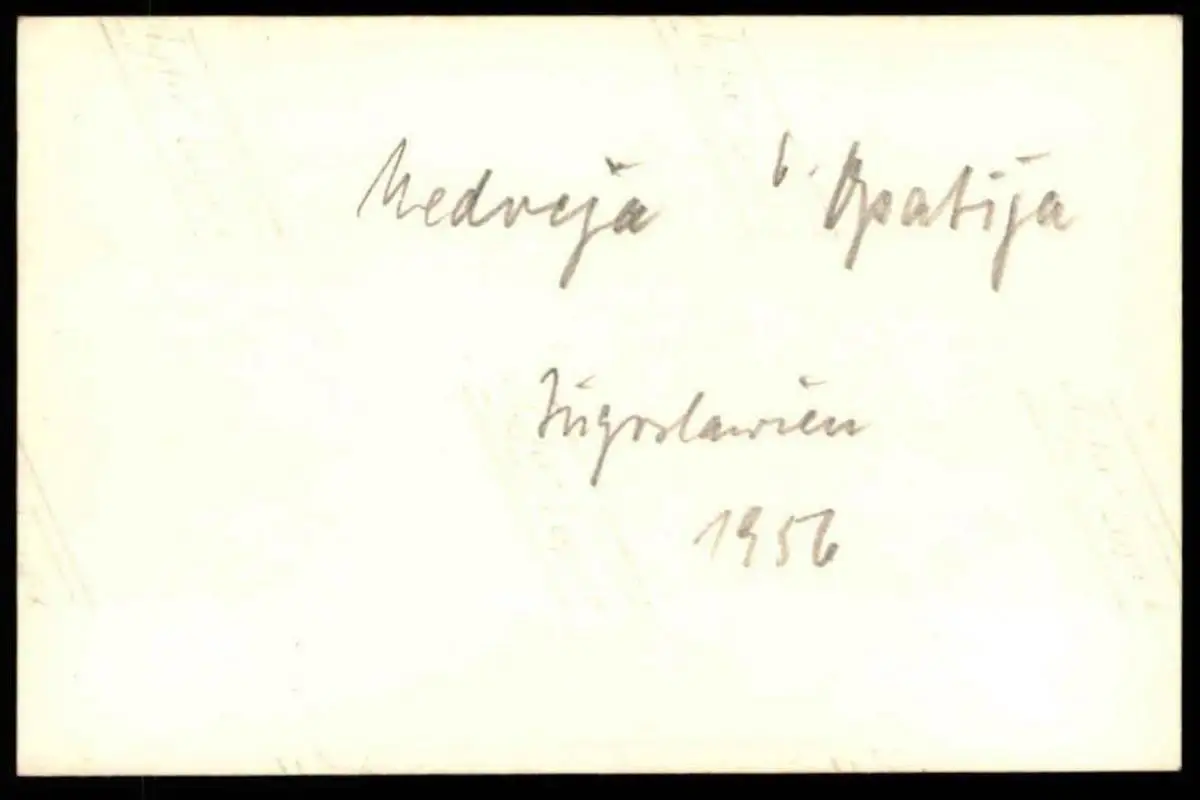 Medveja b. Opatija
Jugoslawien
1956